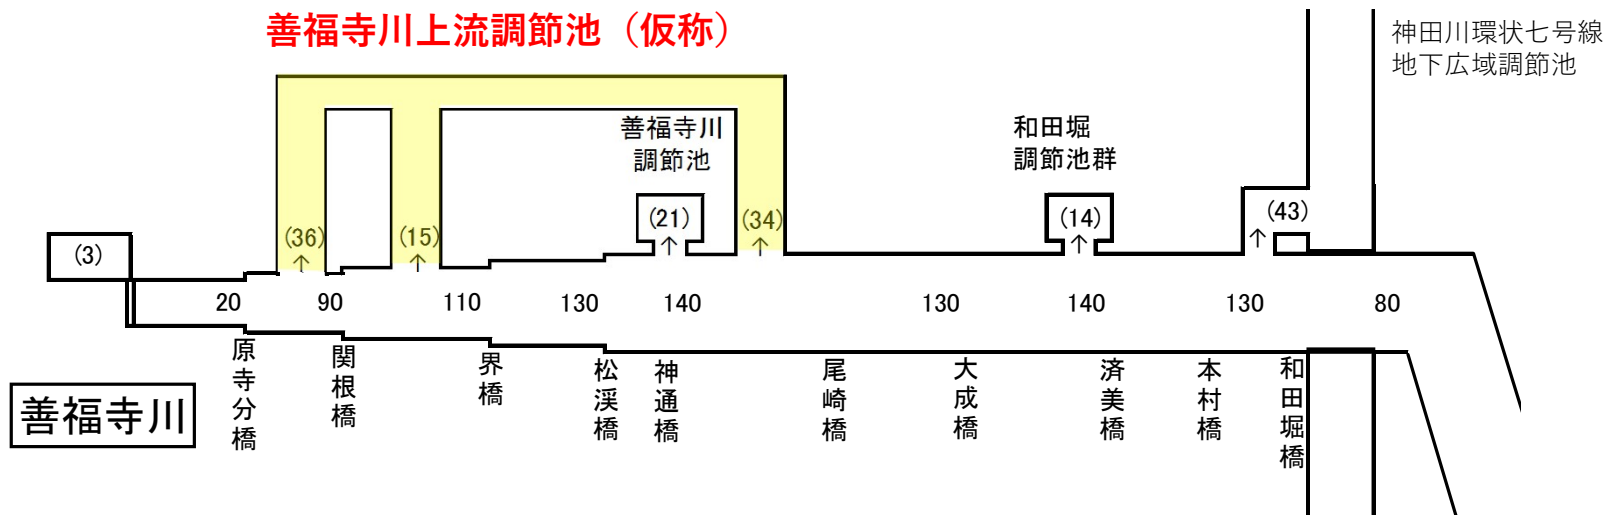 善福寺川上流調節池（仮称）
神田川環状七号線
地下広域調節池
善福寺川
調節池
和田堀
調節池群
(3)
(36)
↑
(15)
↑
(21)
↑
(34)
↑
(14)
↑
(43)
↑
20
90
110
130
140
130
140
130
80
原寺分橋
関根橋
界橋
松渓橋
神通橋
尾崎橋
大成橋
済美橋
本村橋
和田堀橋
善福寺川